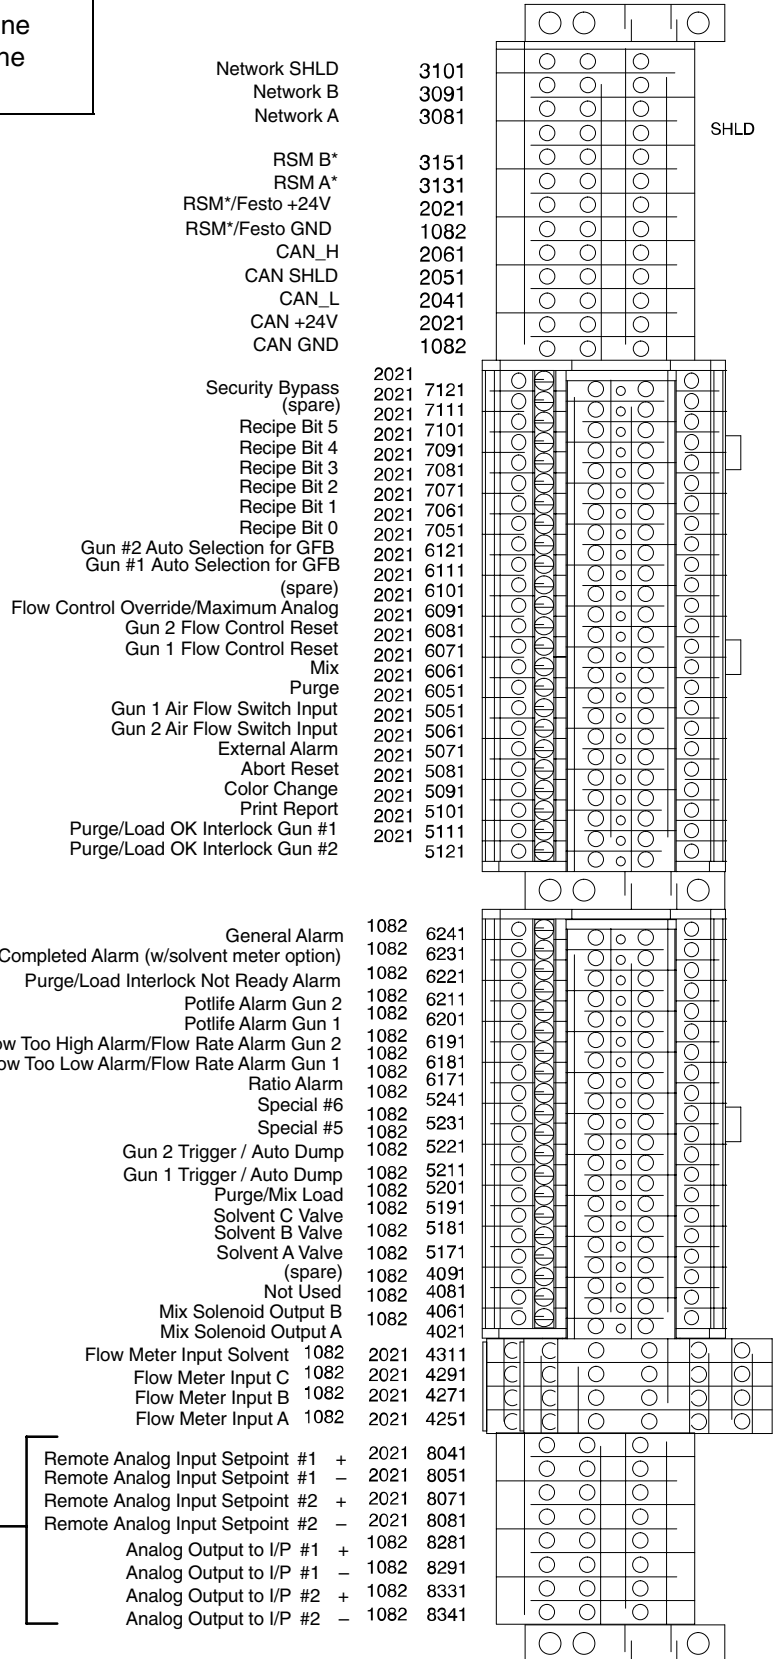 Network SHLD 3101
Network B 3091
Network A 3081
SHLD
RSM B* 3151
RSM A* 3131
RSM*/Festo +24V 2021
RSM*/Festo GND 1082
CAN_H 2061
CAN SHLD 2051
CAN_L 2041
CAN +24V 2021
CAN GND 1082
2021
Security Bypass 2021 7121
(spare) 2021 7111
Recipe Bit 5 2021 7101
Recipe Bit 4 2021 7091
Recipe Bit 3 2021 7081
Recipe Bit 2 2021 7071
Recipe Bit 1 2021 7061
Recipe Bit 0 2021 7051
Gun #2 Auto Selection for GFB 2021 6121
Gun #1 Auto Selection for GFB 2021 6111
(spare) 2021 6101
Flow Control Override/Maximum Analog 2021 6091
Gun 2 Flow Control Reset 2021 6081
Gun 1 Flow Control Reset 2021 6071
Mix 2021 6061
Purge 2021 6051
Gun 1 Air Flow Switch Input 2021 5051
Gun 2 Air Flow Switch Input 2021 5061
External Alarm 2021 5071
Abort Reset 2021 5081
Color Change 2021 5091
Print Report 2021 5101
Purge/Load OK Interlock Gun #1 2021 5111
Purge/Load OK Interlock Gun #2 5121
General Alarm 1082 6241
Completed Alarm (w/solvent meter option) 1082 6231
Purge/Load Interlock Not Ready Alarm 1082 6221
Potlife Alarm Gun 2 1082 6211
Potlife Alarm Gun 1 1082 6201
Too High Alarm/Flow Rate Alarm Gun 2 1082 6191
Too Low Alarm/Flow Rate Alarm Gun 1 1082 6181
Ratio Alarm 1082 6171
Special #6 1082 5241
Special #5 1082 5231
1082
Gun 2 Trigger / Auto Dump 1082 5221
Gun 1 Trigger / Auto Dump 1082 5211
Purge/Mix Load 1082 5201
Solvent C Valve 1082 5191
Solvent B Valve 1082 5181
Solvent A Valve 1082 5171
(spare) 1082 4091
Not Used 1082 4081
Mix Solenoid Output B 1082 4061
Mix Solenoid Output A 4021
Flow Meter Input Solvent 1082 2021 4311
Flow Meter Input C 1082 2021 4291
Flow Meter Input B 1082 2021 4271
Flow Meter Input A 1082 2021 4251
Remote Analog Input Setpoint #1 + 2021 8041
Remote Analog Input Setpoint #1 – 2021 8051
Remote Analog Input Setpoint #2 + 2021 8071
Remote Analog Input Setpoint #2 – 2021 8081
Analog Output to I/P #1 + 1082 8281
Analog Output to I/P #1 – 1082 8291
Analog Output to I/P #2 + 1082 8331
Analog Output to I/P #2 – 1082 8341